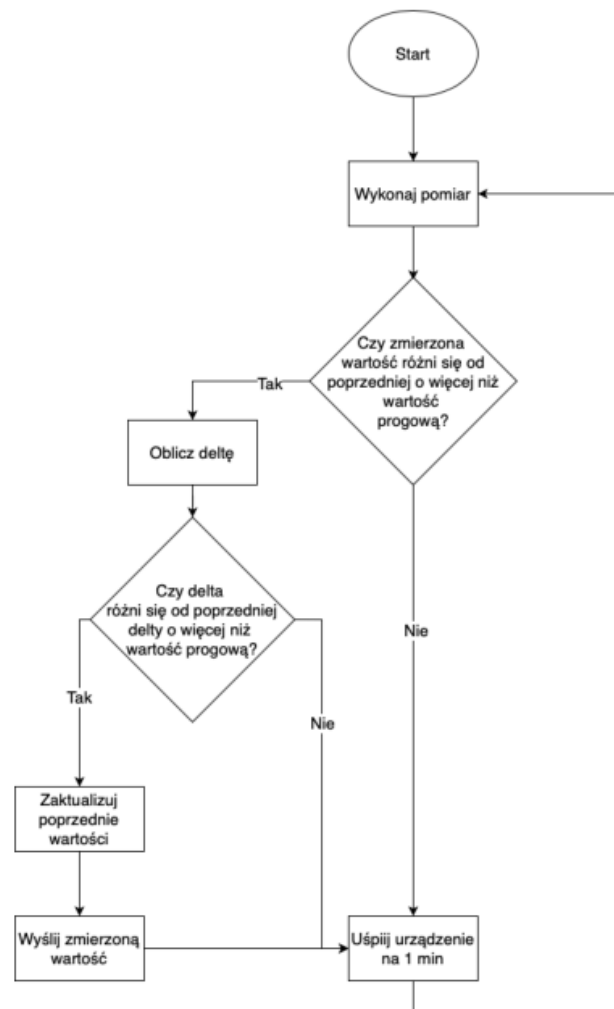 Start
Wykonaj pomiar
Czy zmierzona
wartość różni się od
poprzedniej o więcej niż
wartość
progową?
Tak
Oblicz deltę
Czy delta
różni się od poprzedniej
delty o więcej niż
wartość progową?
Nie
Tak
Nie
Zaktualizuj
poprzednie
wartości
Wyślij zmierzoną
wartość
Uśpiij urządzenie
na 1 min